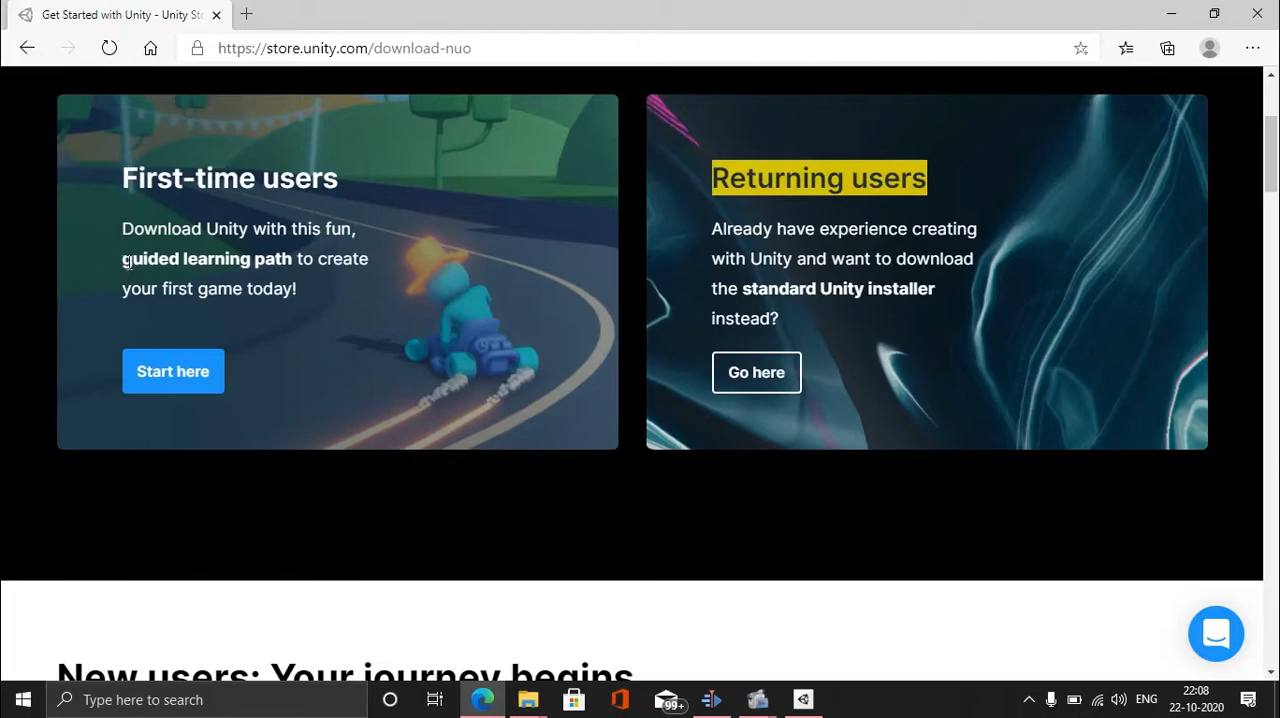 Get Started with Unity - Unity Sto
https://store.unity.com/download-nuo
First-time users
Download Unity with this fun,
guided learning path to create
your first game today!
Start here
Returning users
Already have experience creating
with Unity and want to download
the standard Unity installer
instead?
Go here
New users: Your journey begins
Type here to search
99+
ENG
22:08
22-10-2020